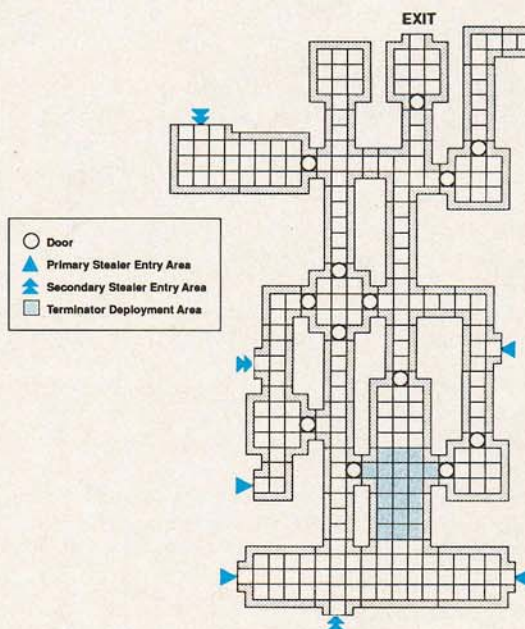 EXIT
Door
Primary Stealer Entry Area
Secondary Stealer Entry Area
Terminator Deployment Area